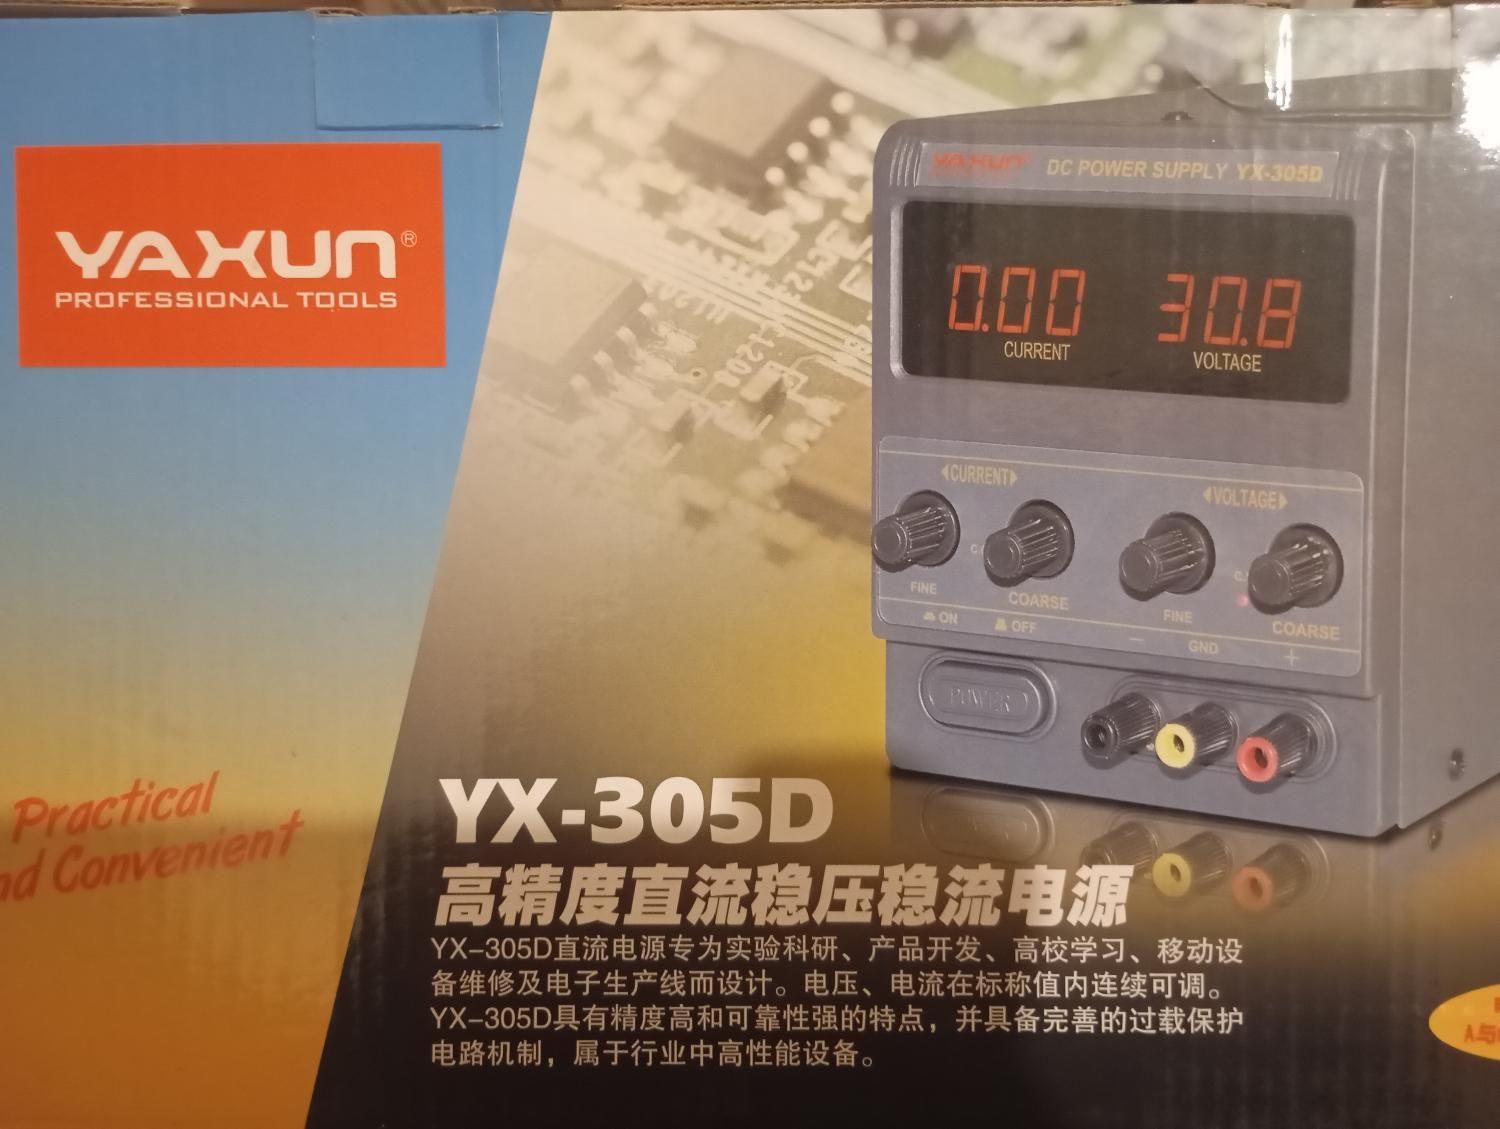 YAXUN®
PROFESSIONAL TOOLS
YAXUN DC POWER SUPPLY YX-305D
0.00 30.8
CURRENT VOLTAGE
CURRENT VOLTAGE
FINE COARSE FINE COARSE
ON OFF
− GND +
POWER
Practical
Convenient
YX-305D
高精度直流稳压稳流电源
YX-305D直流电源专为实验科研、产品开发、高校学习、移动设
备维修及电子生产线而设计。电压、电流在标称值内连续可调。
YX-305D具有精度高和可靠性强的特点，并具备完善的过载保护
电路机制，属于行业中高性能设备。